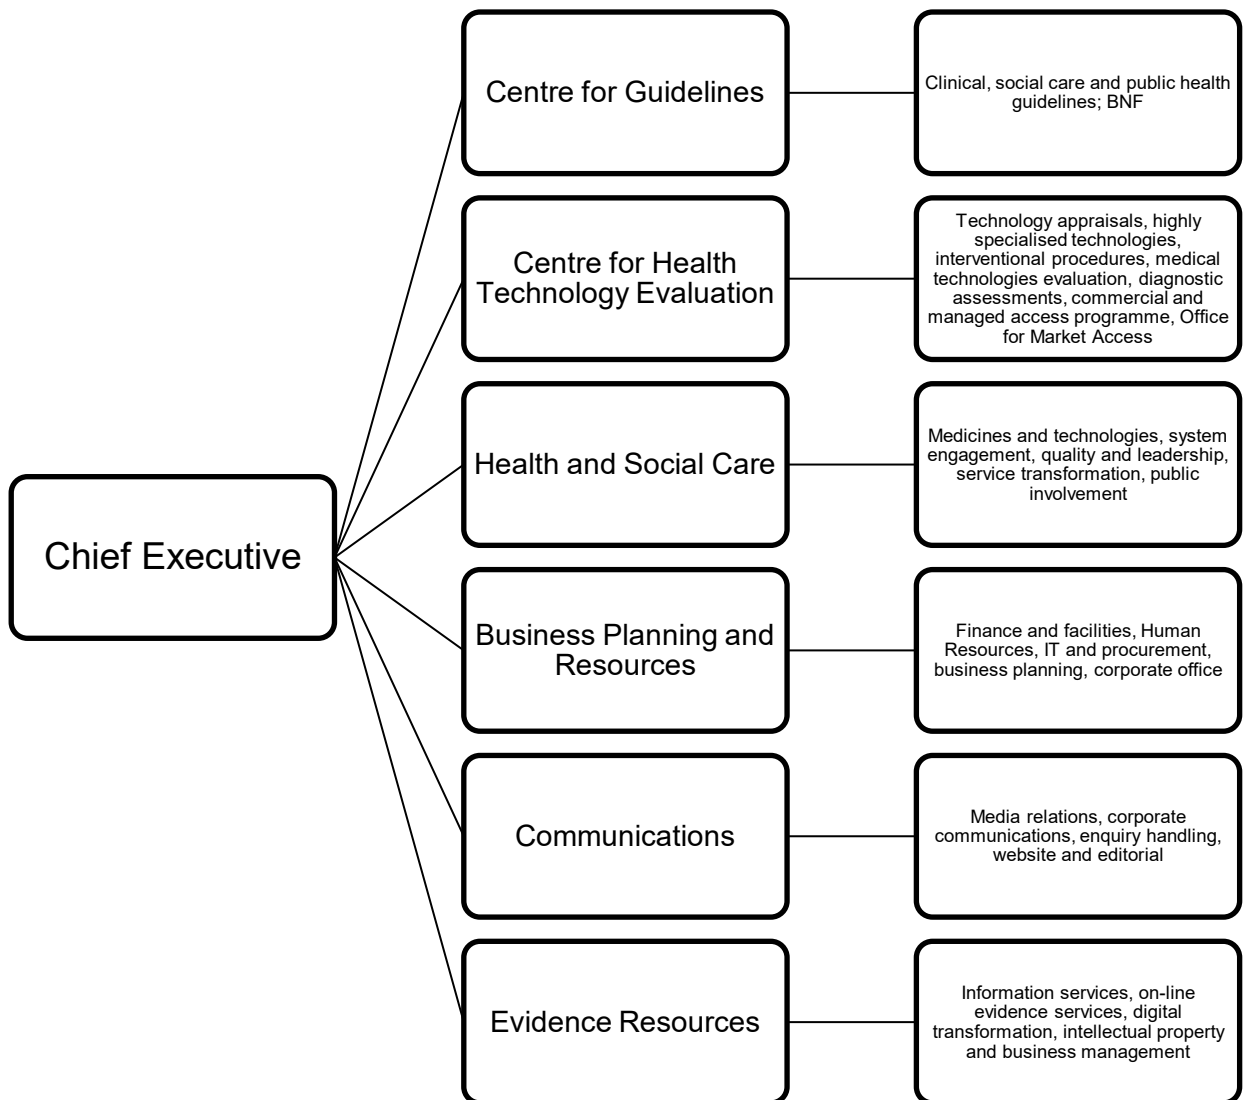 Centre for Guidelines
Clinical, social care and public health
guidelines; BNF
Centre for Health
Technology Evaluation
Technology appraisals, highly
specialised technologies,
interventional procedures, medical
technologies evaluation, diagnostic
assessments, commercial and
managed access programme, Office
for Market Access
Health and Social Care
Medicines and technologies, system
engagement, quality and leadership,
service transformation, public
involvement
Chief Executive
Business Planning and
Resources
Finance and facilities, Human
Resources, IT and procurement,
business planning, corporate office
Communications
Media relations, corporate
communications, enquiry handling,
website and editorial
Evidence Resources
Information services, on-line
evidence services, digital
transformation, intellectual property
and business management